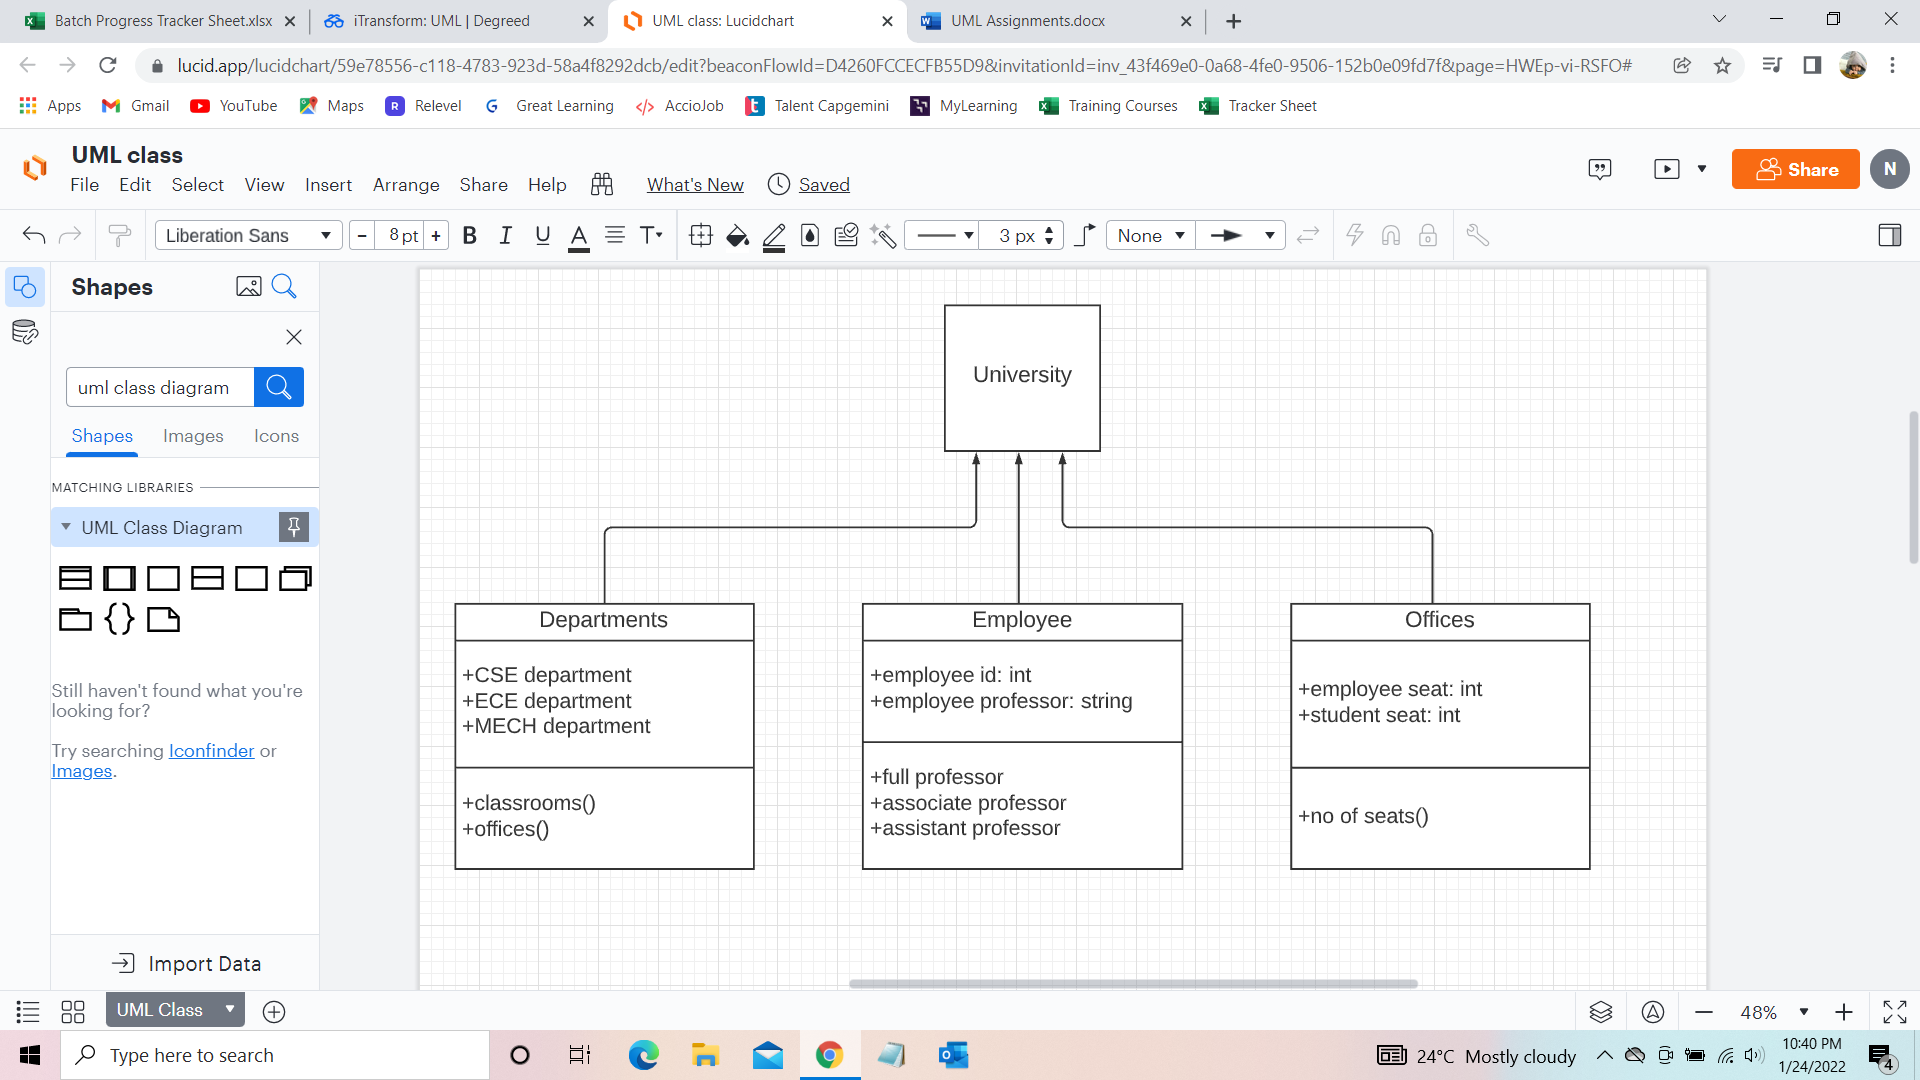 Batch Progress Tracker Sheet.xlsx
iTransform: UML | Degreed
UML class: Lucidchart
UML Assignments.docx
lucid.app/lucidchart/59e78556-c118-4783-923d-58a4f8292dcb/edit?beaconFlowId=D4260FCCECFB55D9&invitationId=inv_43f469e0-0a68-4fe0-9506-152b0e09fd7f&page=HWEp-vi-RSFO#
Apps Gmail YouTube Maps Relevel Great Learning AccioJob Talent Capgemini MyLearning Training Courses Tracker Sheet
UML class
File Edit Select View Insert Arrange Share Help What's New Saved
Share
N
Liberation Sans - 8 pt + B I U A T 3 px None
Shapes
uml class diagram
Shapes Images Icons
MATCHING LIBRARIES
UML Class Diagram
Still haven't found what you're
looking for?
Try searching Iconfinder or
Images.
Import Data
University
Departments
+CSE department
+ECE department
+MECH department
+classrooms()
+offices()
Employee
+employee id: int
+employee professor: string
+full professor
+associate professor
+assistant professor
Offices
+employee seat: int
+student seat: int
+no of seats()
UML Class
48%
Type here to search
24°C Mostly cloudy
10:40 PM
1/24/2022
4